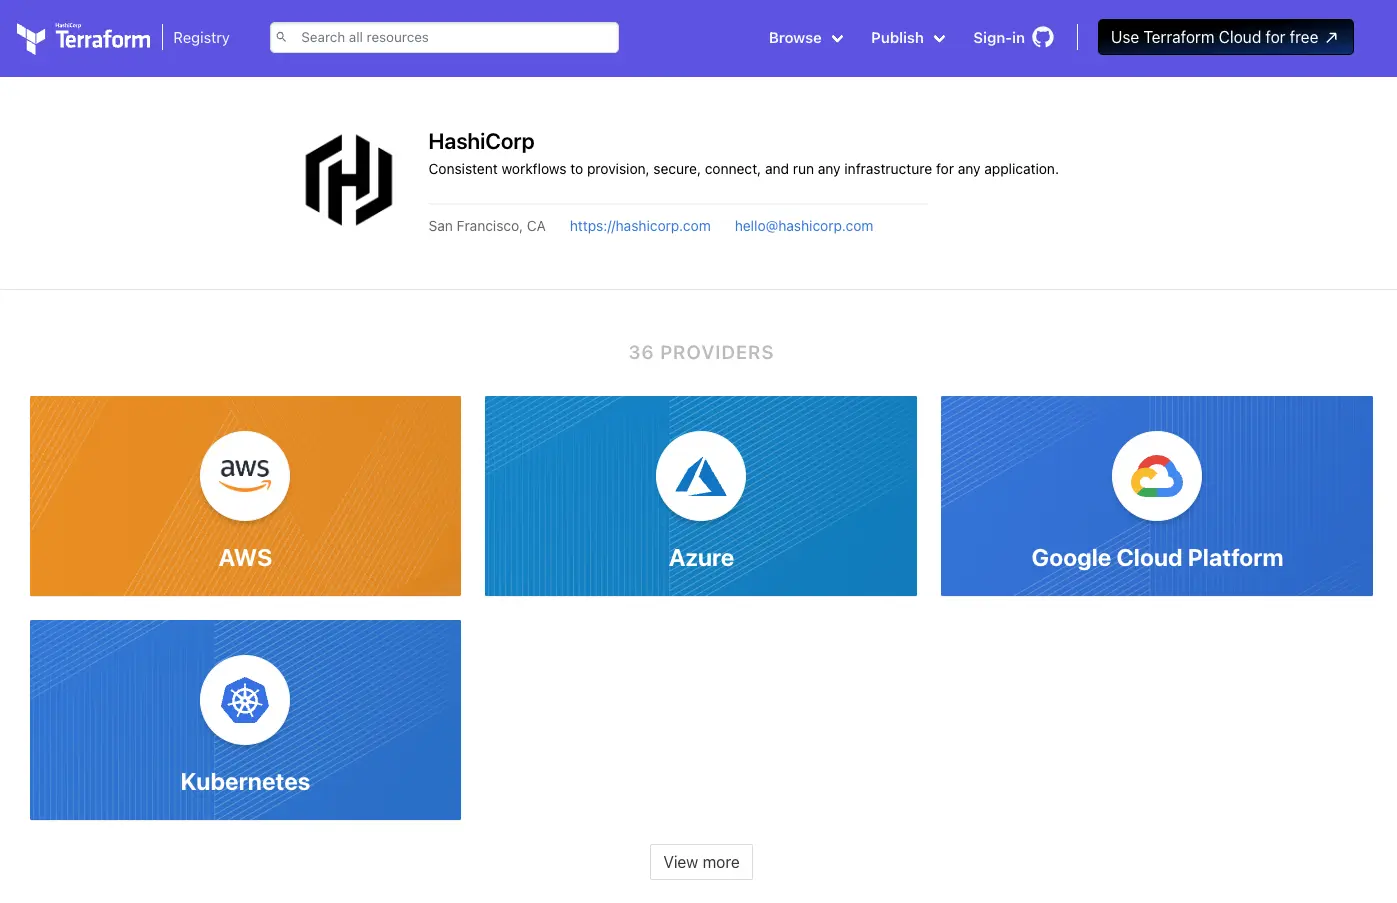 HashiCorp
Terraform
Registry
Search all resources
Browse
Publish
Sign-in
Use Terraform Cloud for free
HashiCorp
Consistent workflows to provision, secure, connect, and run any infrastructure for any application.
San Francisco, CA https://hashicorp.com hello@hashicorp.com
36 PROVIDERS
aws
AWS
Azure
Google Cloud Platform
Kubernetes
View more